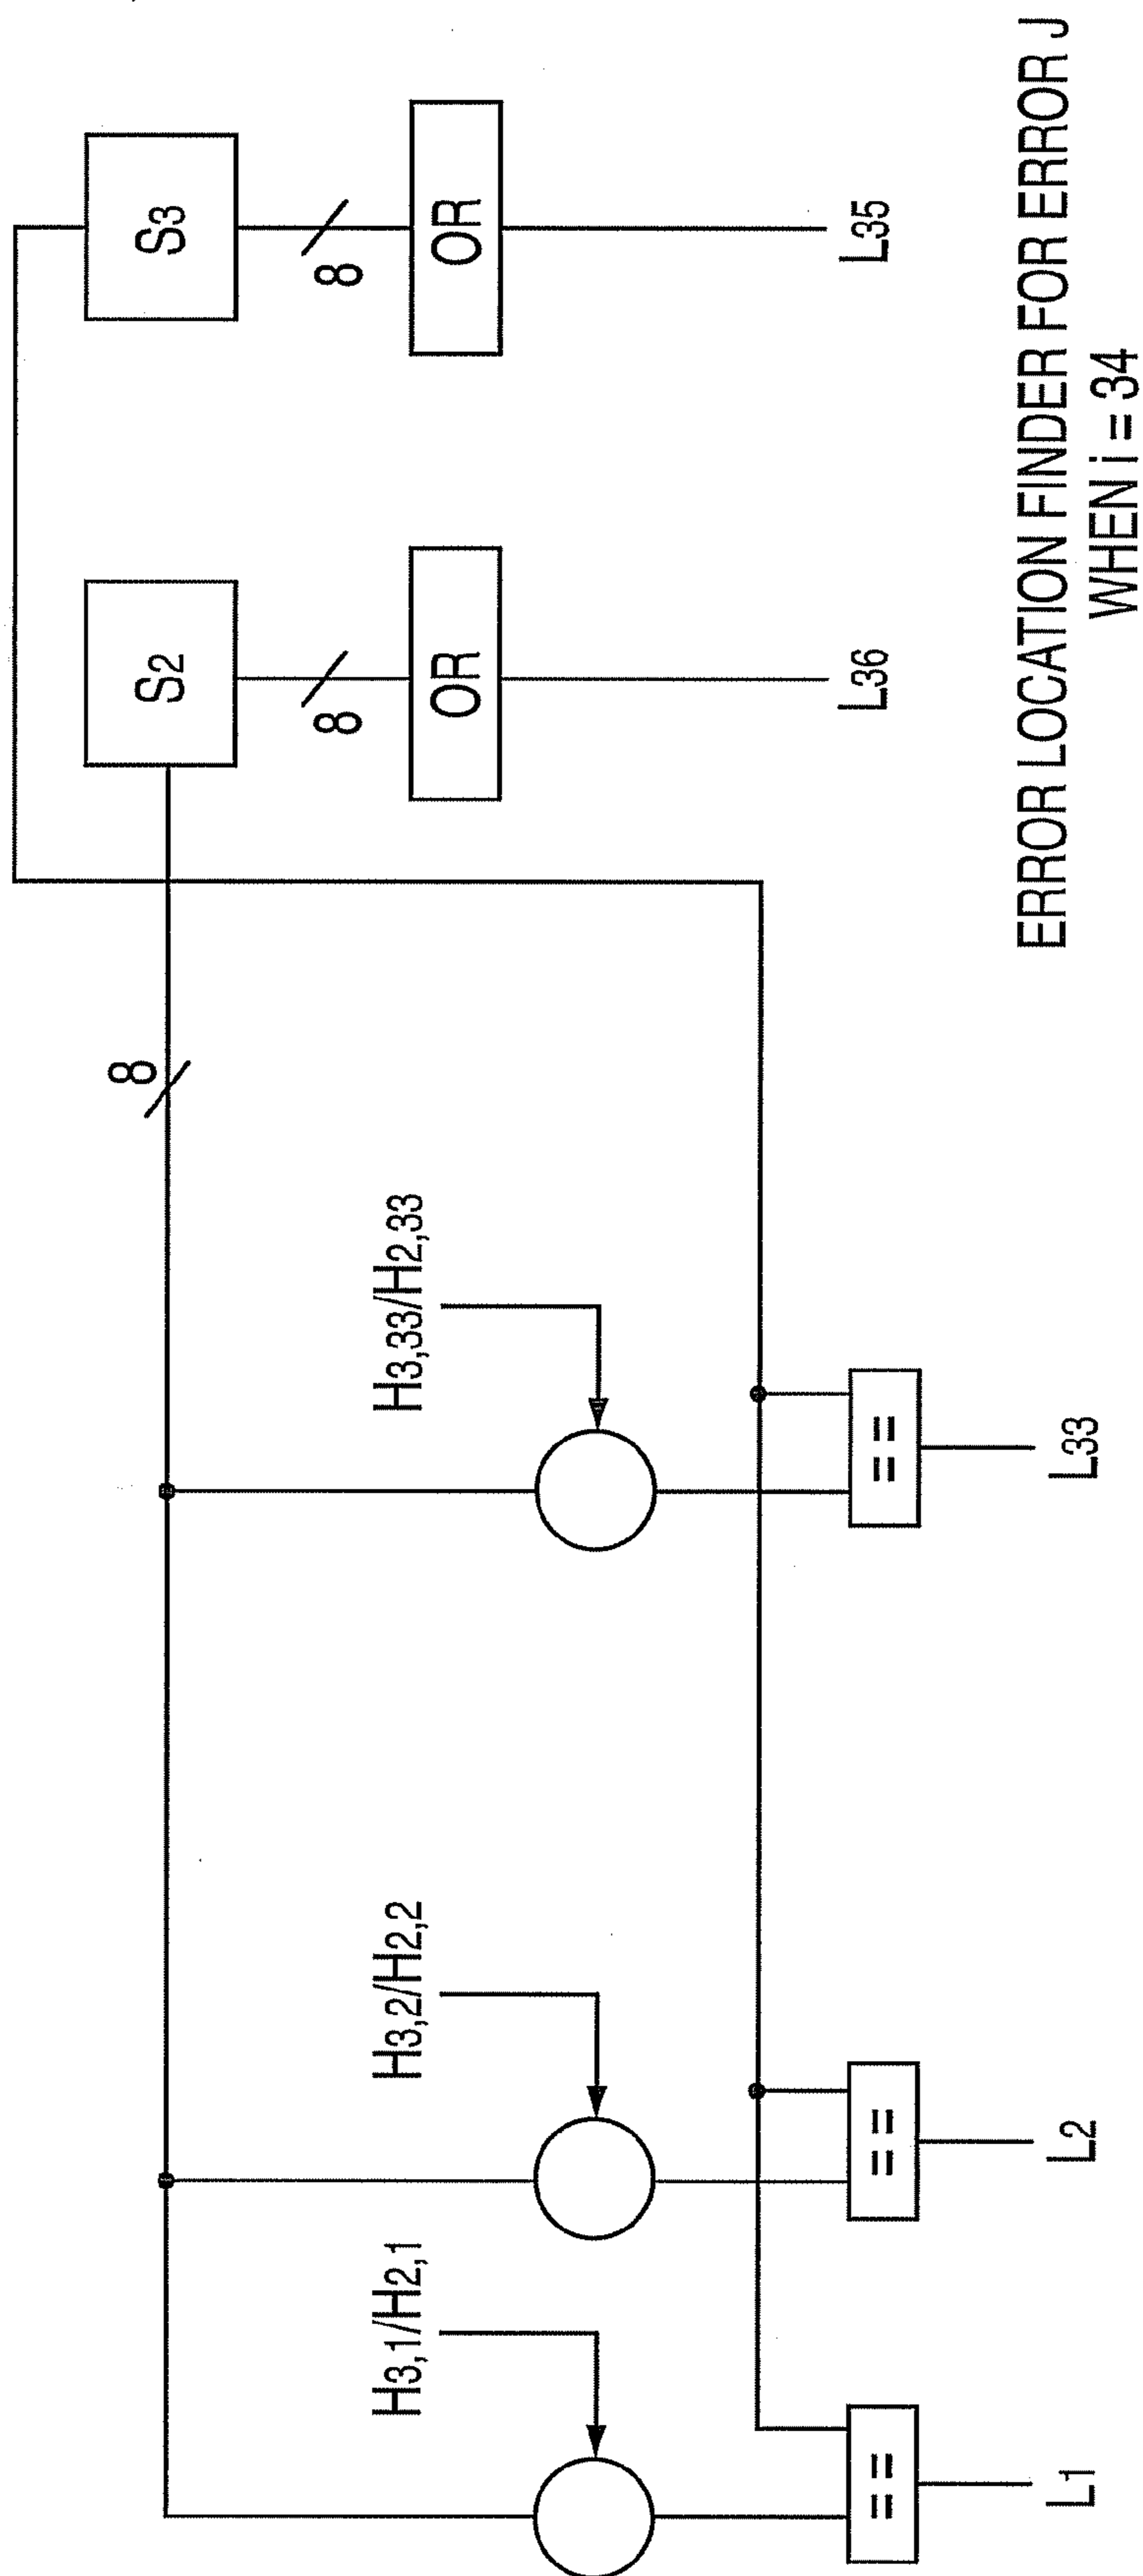 S2
S3
8
8
8
OR
OR
H3,1/H2,1
H3,2/H2,2
H3,33/H2,33
L36
L35
==
==
==
L1
L2
L33
ERROR LOCATION FINDER FOR ERROR J
WHEN i = 34